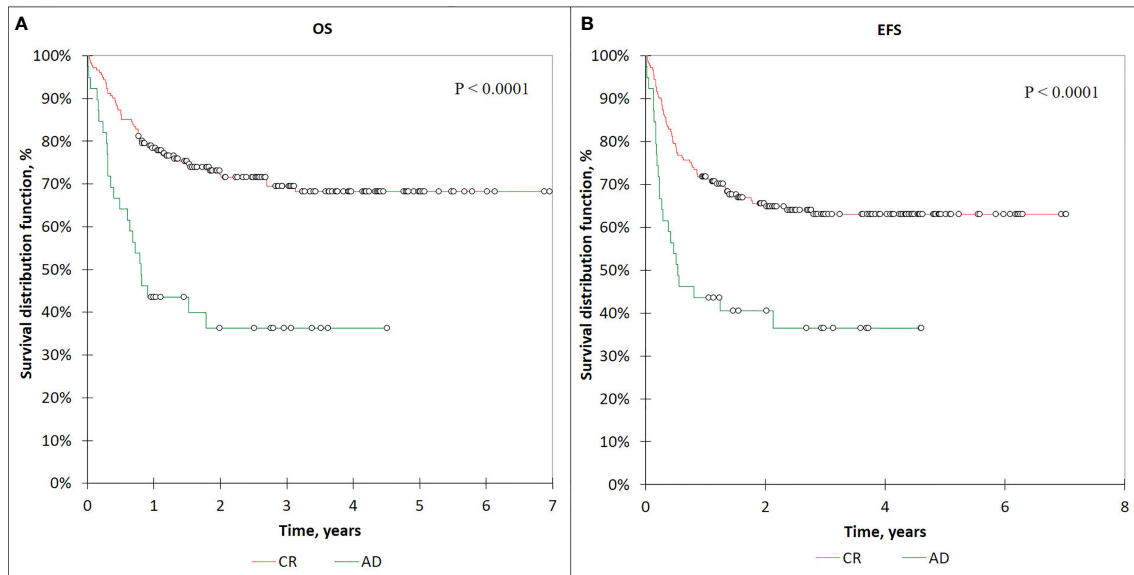 A
OS
100%
90%
80%
70%
60%
50%
40%
30%
20%
10%
0%
Survival distribution function, %
P < 0.0001
0 1 2 3 4 5 6 7
Time, years
CR AD
B
EFS
100%
90%
80%
70%
60%
50%
40%
30%
20%
10%
0%
Survival distribution function, %
P < 0.0001
0 2 4 6 8
Time, years
CR AD